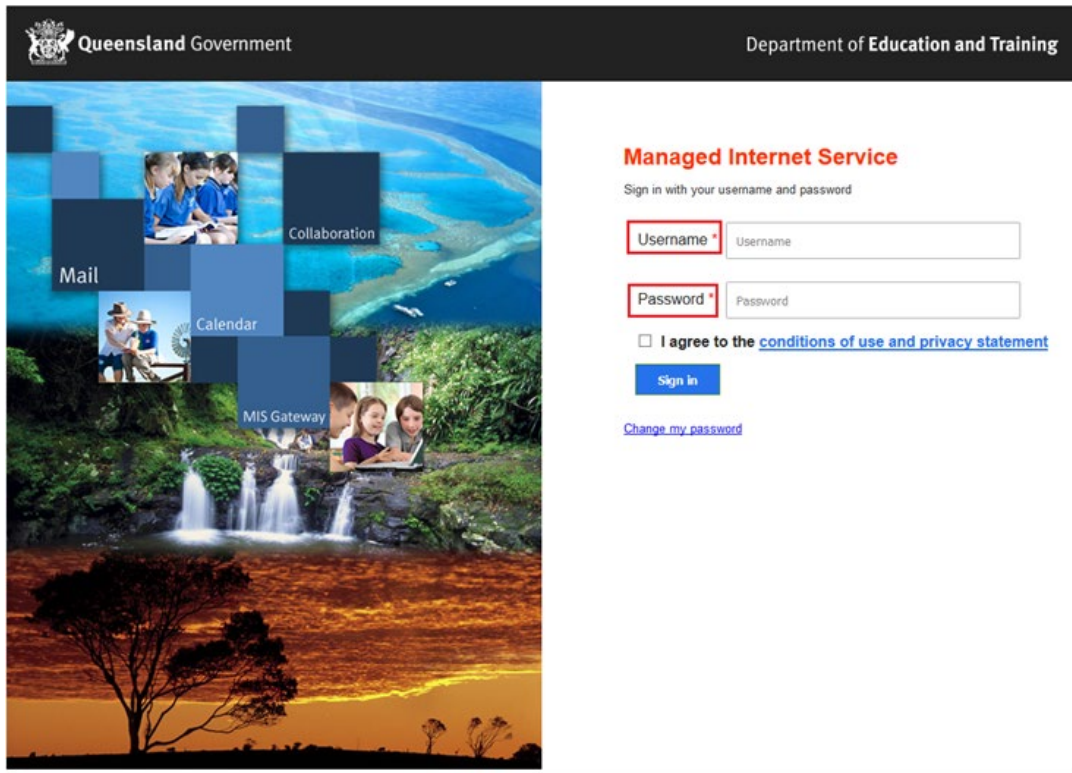 Queensland Government
Department of Education and Training
Collaboration
Mail
Calendar
MIS Gateway
Managed Internet Service
Sign in with your username and password
Username * Username
Password * Password
I agree to the conditions of use and privacy statement
Sign in
Change my password